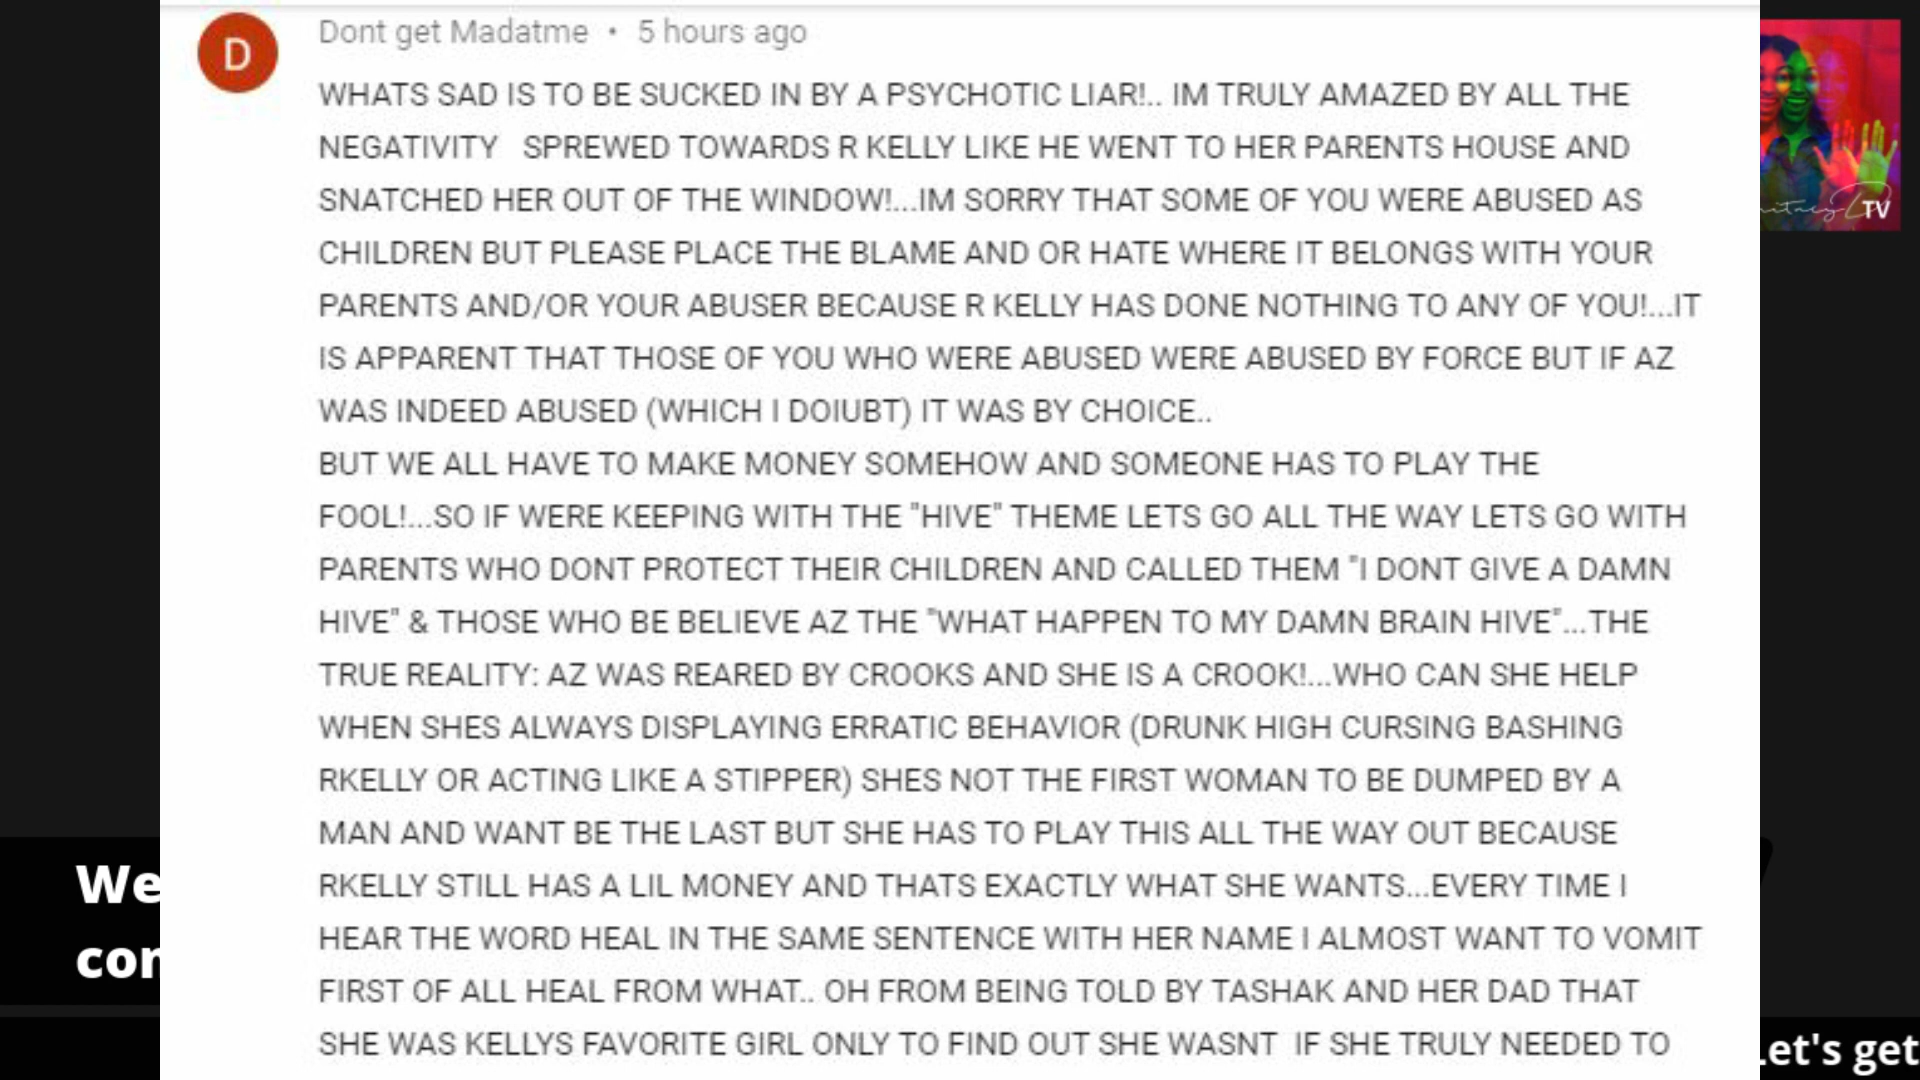 D
Dont get Madatme • 5 hours ago
WHATS SAD IS TO BE SUCKED IN BY A PSYCHOTIC LIAR!.. IM TRULY AMAZED BY ALL THE
NEGATIVITY SPREWED TOWARDS R KELLY LIKE HE WENT TO HER PARENTS HOUSE AND
SNATCHED HER OUT OF THE WINDOW!...IM SORRY THAT SOME OF YOU WERE ABUSED AS
CHILDREN BUT PLEASE PLACE THE BLAME AND OR HATE WHERE IT BELONGS WITH YOUR
PARENTS AND/OR YOUR ABUSER BECAUSE R KELLY HAS DONE NOTHING TO ANY OF YOU!...IT
IS APPARENT THAT THOSE OF YOU WHO WERE ABUSED WERE ABUSED BY FORCE BUT IF AZ
WAS INDEED ABUSED (WHICH I DOIUBT) IT WAS BY CHOICE..
BUT WE ALL HAVE TO MAKE MONEY SOMEHOW AND SOMEONE HAS TO PLAY THE
FOOL!...SO IF WERE KEEPING WITH THE "HIVE" THEME LETS GO ALL THE WAY LETS GO WITH
PARENTS WHO DONT PROTECT THEIR CHILDREN AND CALLED THEM "I DONT GIVE A DAMN
HIVE" & THOSE WHO BE BELIEVE AZ THE "WHAT HAPPEN TO MY DAMN BRAIN HIVE"...THE
TRUE REALITY: AZ WAS REARED BY CROOKS AND SHE IS A CROOK!...WHO CAN SHE HELP
WHEN SHES ALWAYS DISPLAYING ERRATIC BEHAVIOR (DRUNK HIGH CURSING BASHING
RKELLY OR ACTING LIKE A STIPPER) SHES NOT THE FIRST WOMAN TO BE DUMPED BY A
MAN AND WANT BE THE LAST BUT SHE HAS TO PLAY THIS ALL THE WAY OUT BECAUSE
RKELLY STILL HAS A LIL MONEY AND THATS EXACTLY WHAT SHE WANTS...EVERY TIME I
HEAR THE WORD HEAL IN THE SAME SENTENCE WITH HER NAME I ALMOST WANT TO VOMIT
FIRST OF ALL HEAL FROM WHAT.. OH FROM BEING TOLD BY TASHAK AND HER DAD THAT
SHE WAS KELLYS FAVORITE GIRL ONLY TO FIND OUT SHE WASNT IF SHE TRULY NEEDED TO
TV
We
con
Let's get